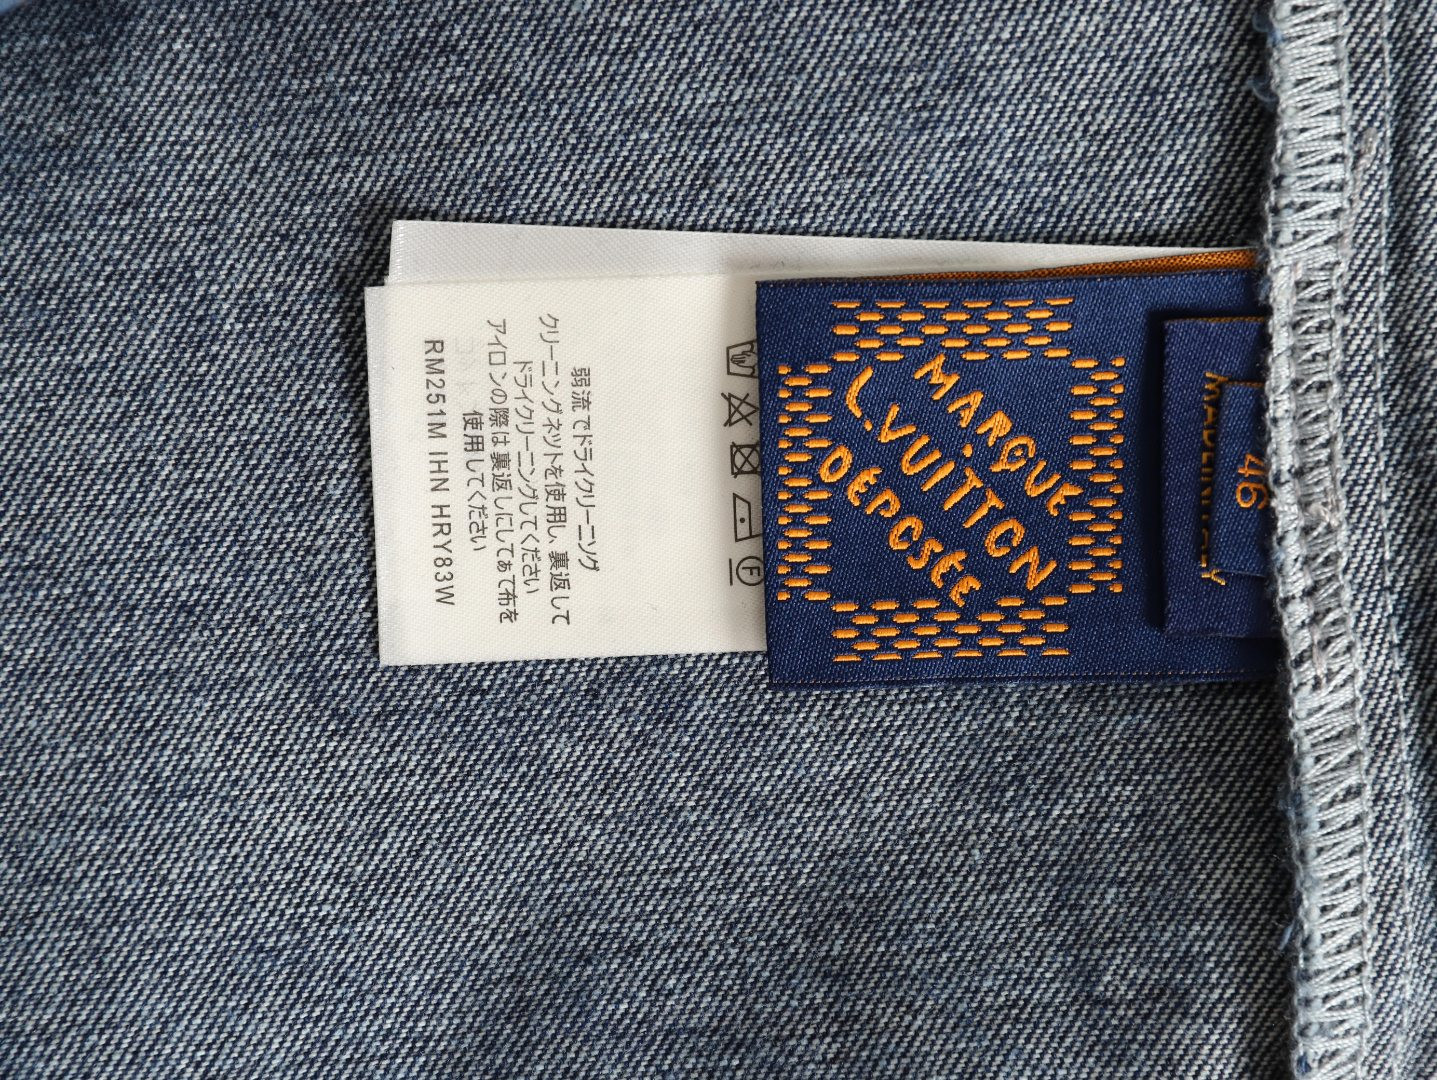 弱流でドライクリーニング
クリーニングネットを使用し、裏返して
ドライクリーニングしてください
アイロンの際は裏返しにしてあて布を
使用してください
RM251M IHN HRY83W
MARQUE
L.VUITTON
DÉPOSÉE
46